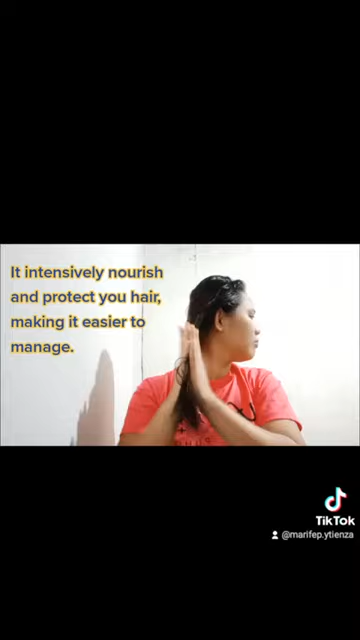 It intensively nourish
and protect you hair,
making it easier to
manage.
TikTok
@marifep.ytienza